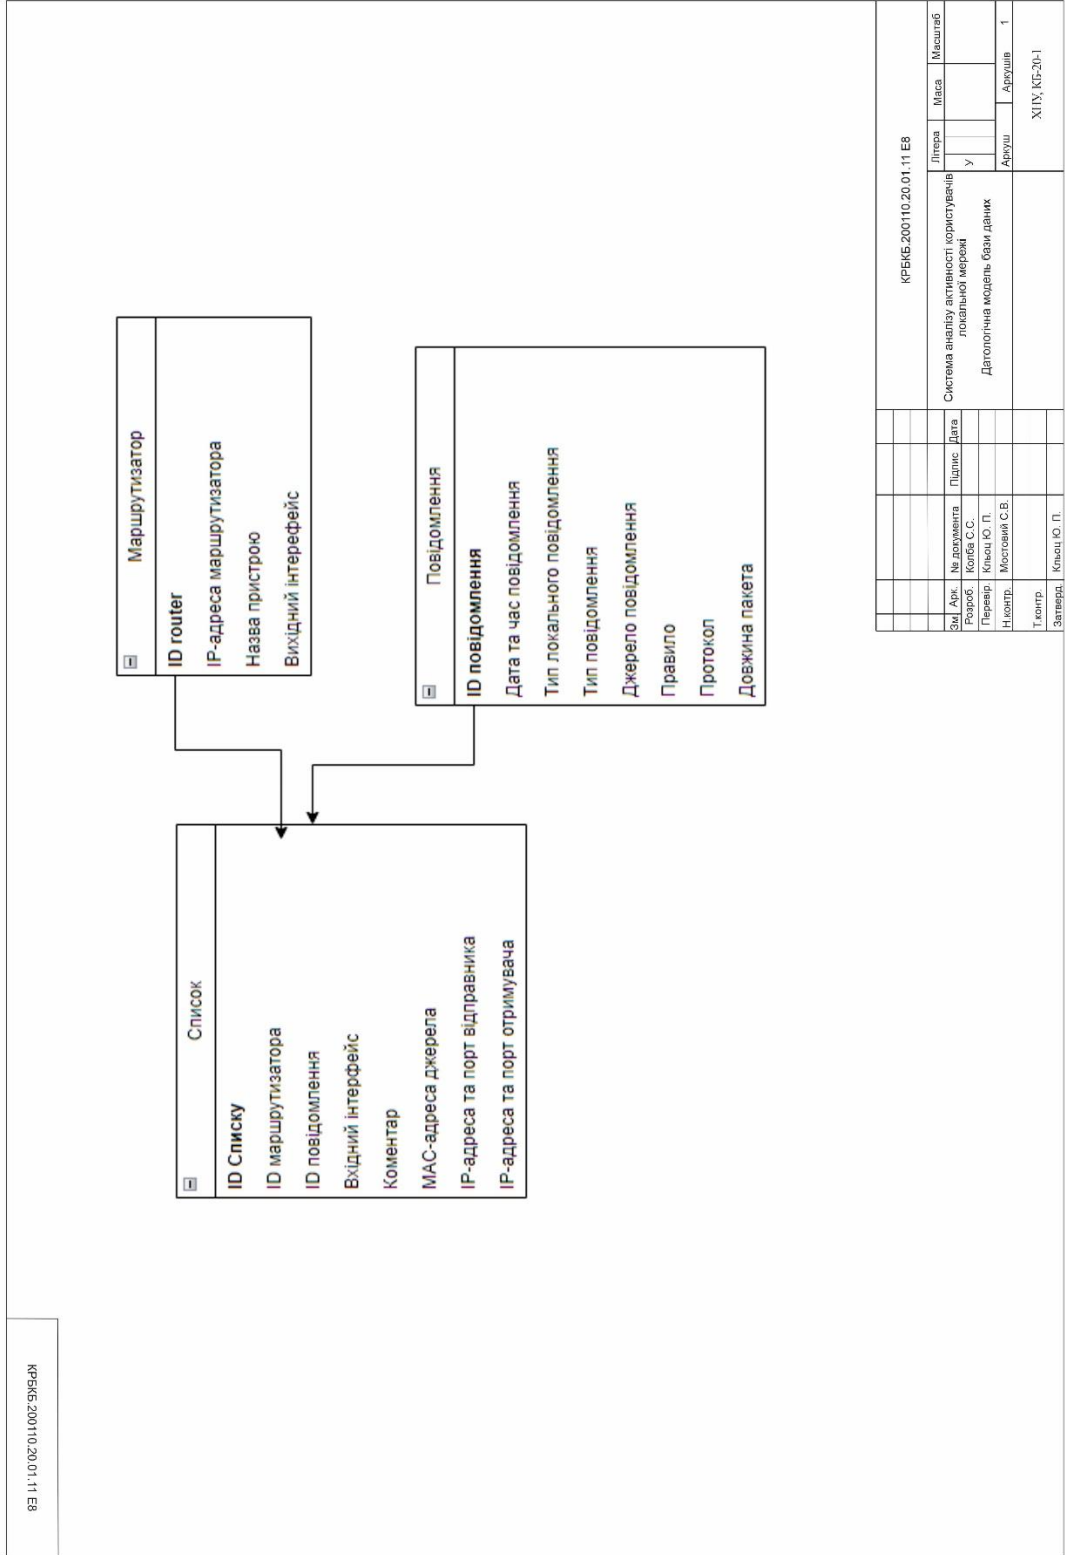 КРБКБ.200110.20.01.11 Е8
Маршрутизатор
ID router
IP-адреса маршрутизатора
Назва пристрою
Вихідний інтерефейс
Список
ID Списку
ID маршрутизатора
ID повідомлення
Вхідний інтерфейс
Коментар
MAC-адреса джерела
IP-адреса та порт відправника
IP-адреса та порт отримувача
Повідомлення
ID повідомлення
Дата та час повідомлення
Тип локального повідомлення
Тип повідомлення
Джерело повідомлення
Правило
Протокол
Довжина пакета
КРБКБ.200110.20.01.11 Е8
Зм Арк. № документа Підпис Дата
Розроб. Колба С.С.
Перевір. Кльоц Ю. П.
Н.контр. Мостовий С.В.
Т.контр.
Затверд. Кльоц Ю. П.
Система аналізу активності користувачів
локальної мережі
Датологічна модель бази даних
Літера Маса Масштаб
У
Аркуш Аркушів 1
ХНУ, КБ-20-1